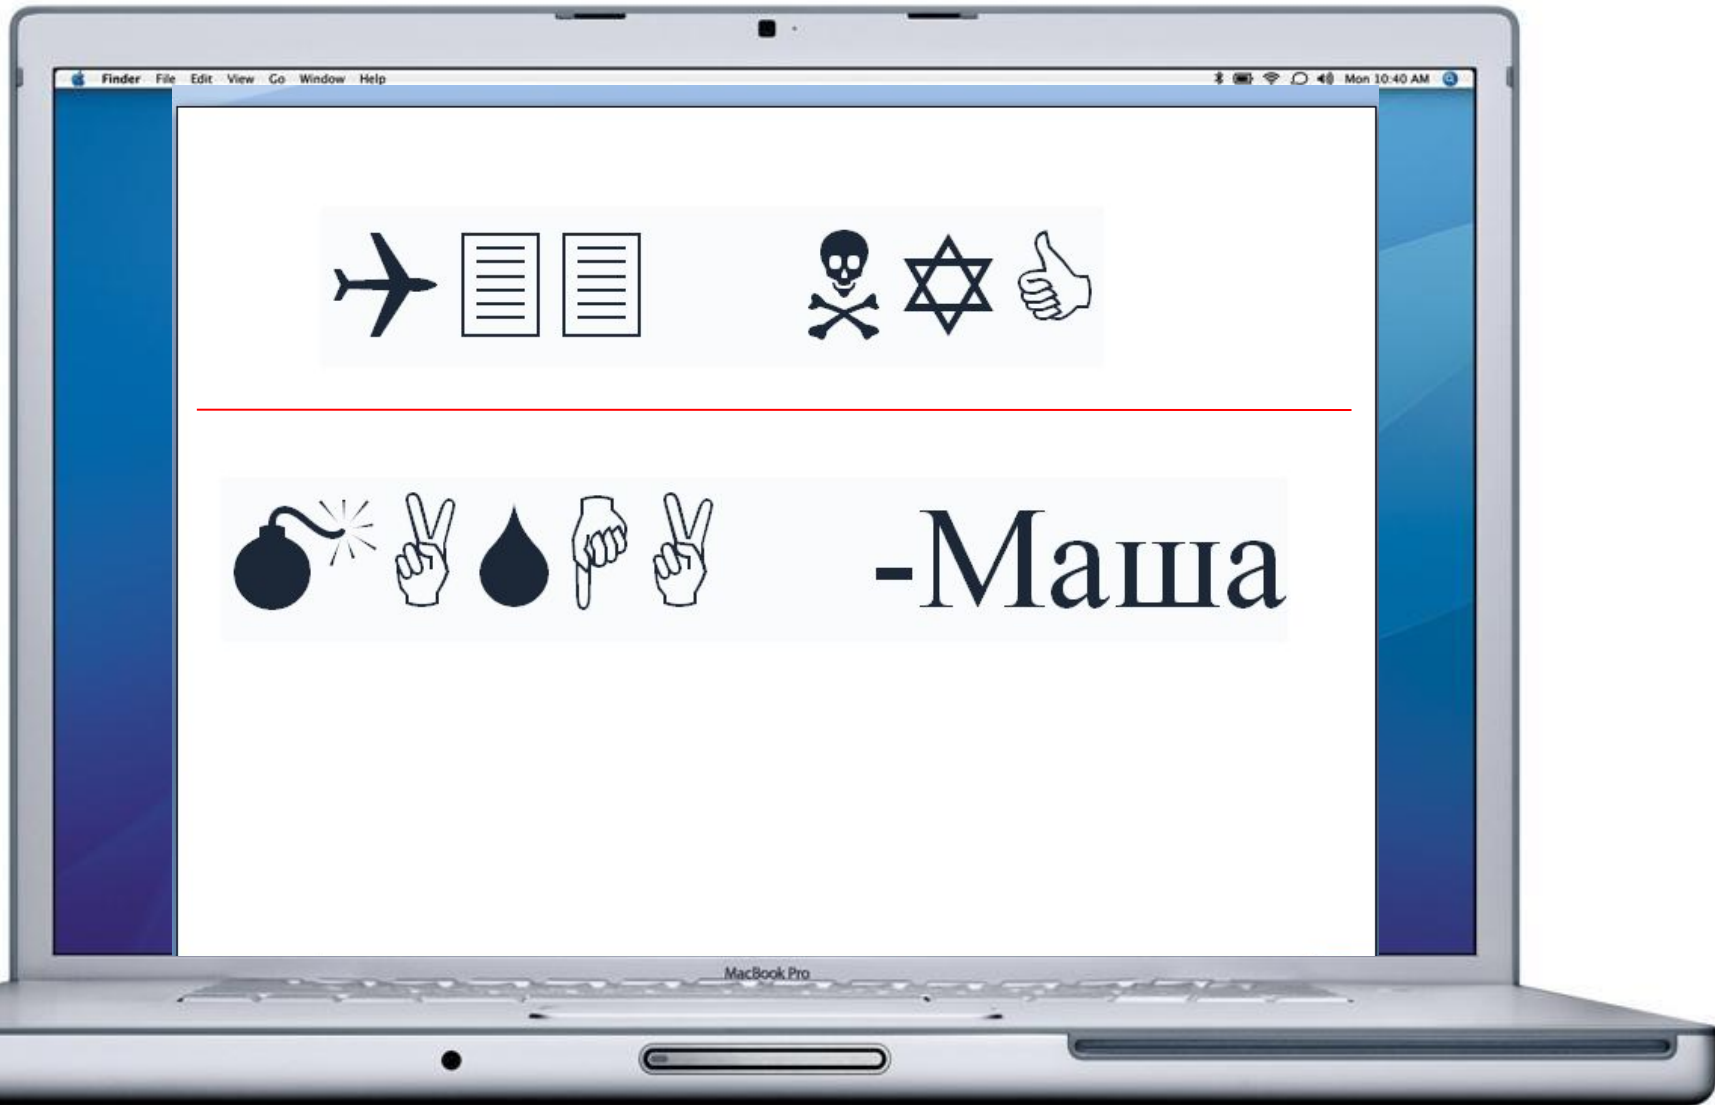 Finder File Edit View Go Window Help Mon 10:40 AM
✈🗏🗏 ☠✡👍
💣✌💧☟✌ -Маша
MacBook Pro